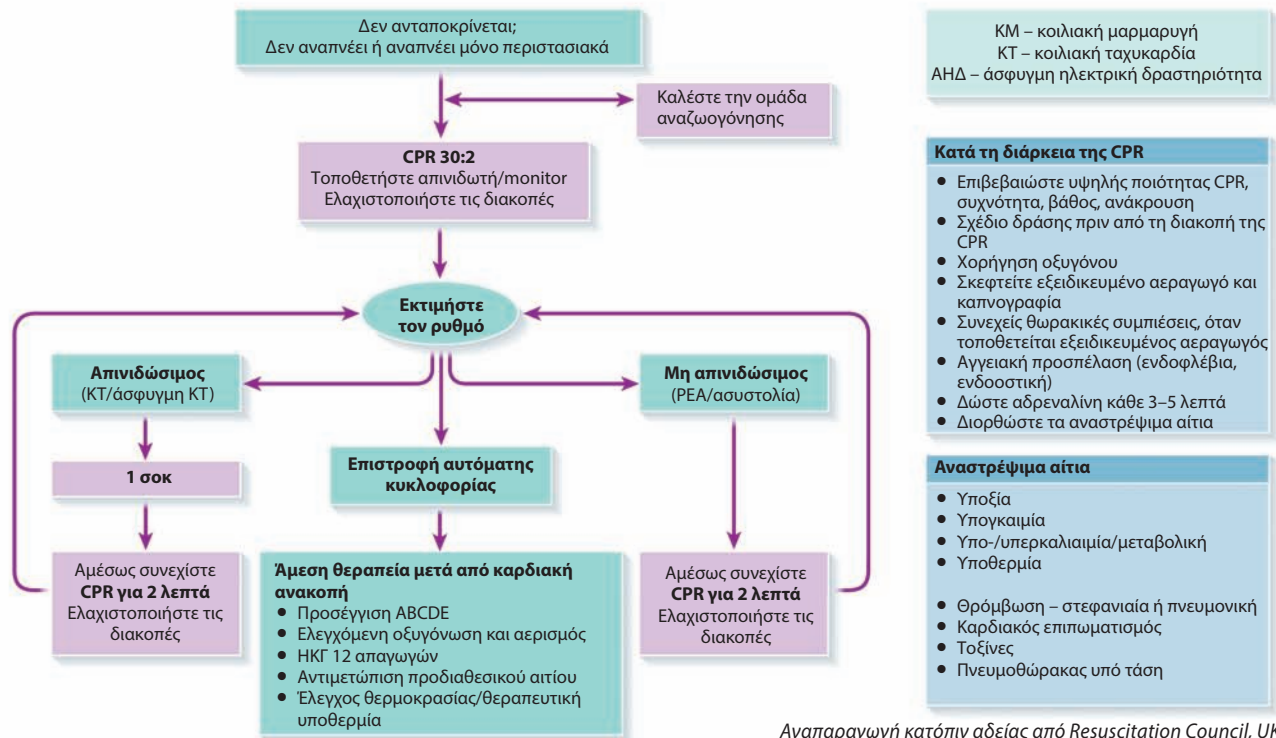 Δεν ανταποκρίνεται;
Δεν αναπνέει ή αναπνέει μόνο περιστασιακά
Καλέστε την ομάδα
αναζωογόνησης
CPR 30:2
Τοποθετήστε απινιδωτή/monitor
Ελαχιστοποιήστε τις διακοπές
Εκτιμήστε
τον ρυθμό
Απινιδώσιμος
(ΚΤ/άσφυγμη ΚΤ)
1 σοκ
Αμέσως συνεχίστε
CPR για 2 λεπτά
Ελαχιστοποιήστε τις
διακοπές
Επιστροφή αυτόματης
κυκλοφορίας
Άμεση θεραπεία μετά από καρδιακή
ανακοπή
• Προσέγγιση ABCDE
• Ελεγχόμενη οξυγόνωση και αερισμός
• ΗΚΓ 12 απαγωγών
• Αντιμετώπιση προδιαθεσικού αιτίου
• Έλεγχος θερμοκρασίας/θεραπευτική
υποθερμία
Μη απινιδώσιμος
(PEA/ασυστολία)
Αμέσως συνεχίστε
CPR για 2 λεπτά
Ελαχιστοποιήστε τις
διακοπές
ΚΜ – κοιλιακή μαρμαρυγή
ΚΤ – κοιλιακή ταχυκαρδία
ΑΗΔ – άσφυγμη ηλεκτρική δραστηριότητα
Κατά τη διάρκεια της CPR
• Επιβεβαιώστε υψηλής ποιότητας CPR,
συχνότητα, βάθος, ανάκρουση
• Σχέδιο δράσης πριν από τη διακοπή της
CPR
• Χορήγηση οξυγόνου
• Σκεφτείτε εξειδικευμένο αεραγωγό και
καπνογραφία
• Συνεχείς θωρακικές συμπιέσεις, όταν
τοποθετείται εξειδικευμένος αεραγωγός
• Αγγειακή προσπέλαση (ενδοφλέβια,
ενδοοστική)
• Δώστε αδρεναλίνη κάθε 3–5 λεπτά
• Διορθώστε τα αναστρέψιμα αίτια
Αναστρέψιμα αίτια
• Υποξία
• Υπογκαιμία
• Υπο-/υπερκαλιαιμία/μεταβολική
• Υποθερμία
• Θρόμβωση – στεφανιαία ή πνευμονική
• Καρδιακός επιπωματισμός
• Τοξίνες
• Πνευμοθώρακας υπό τάση
Αναπαραγωγή κατόπιν αδείας από Resuscitation Council, UK